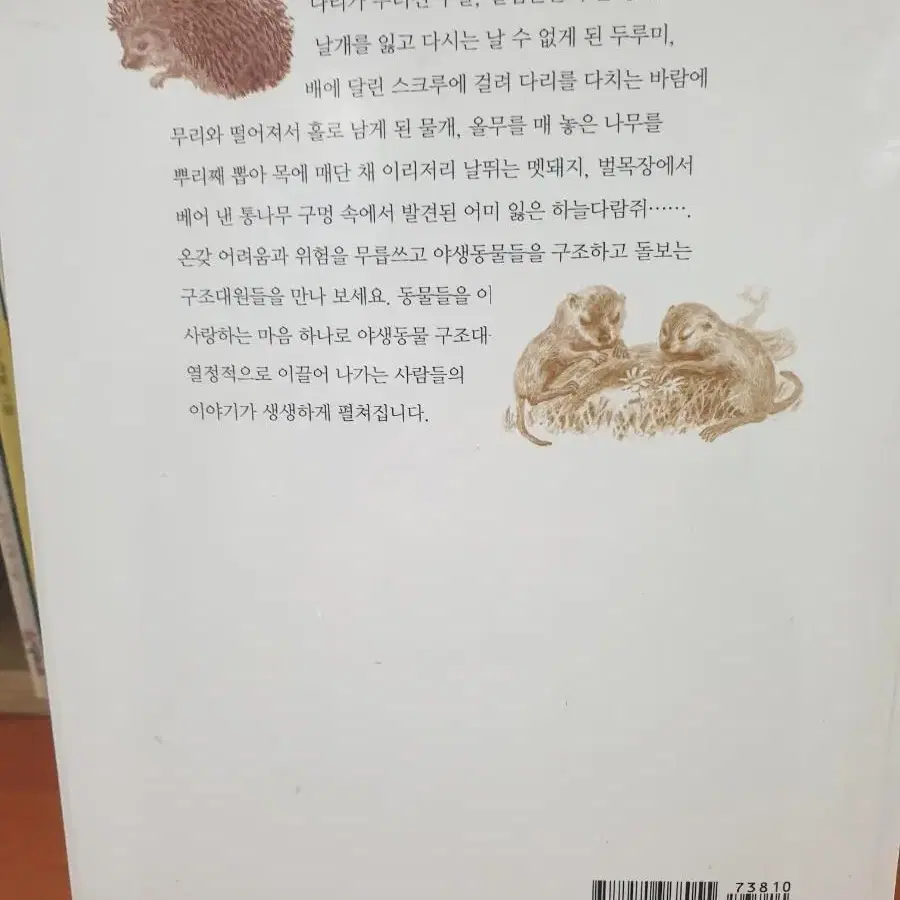 날개를 잃고 다시는 날 수 없게 된 두루미,
배에 달린 스크루에 걸려 다리를 다치는 바람에
무리와 떨어져서 홀로 남게 된 물개, 올무를 매 놓은 나무를
뿌리째 뽑아 목에 매단 채 이리저리 날뛰는 멧돼지, 벌목장에서
베어 낸 통나무 구멍 속에서 발견된 어미 잃은 하늘다람쥐…….
온갖 어려움과 위험을 무릅쓰고 야생동물들을 구조하고 돌보는
구조대원들을 만나 보세요. 동물들을 이
사랑하는 마음 하나로 야생동물 구조대
열정적으로 이끌어 나가는 사람들의
이야기가 생생하게 펼쳐집니다.
73810